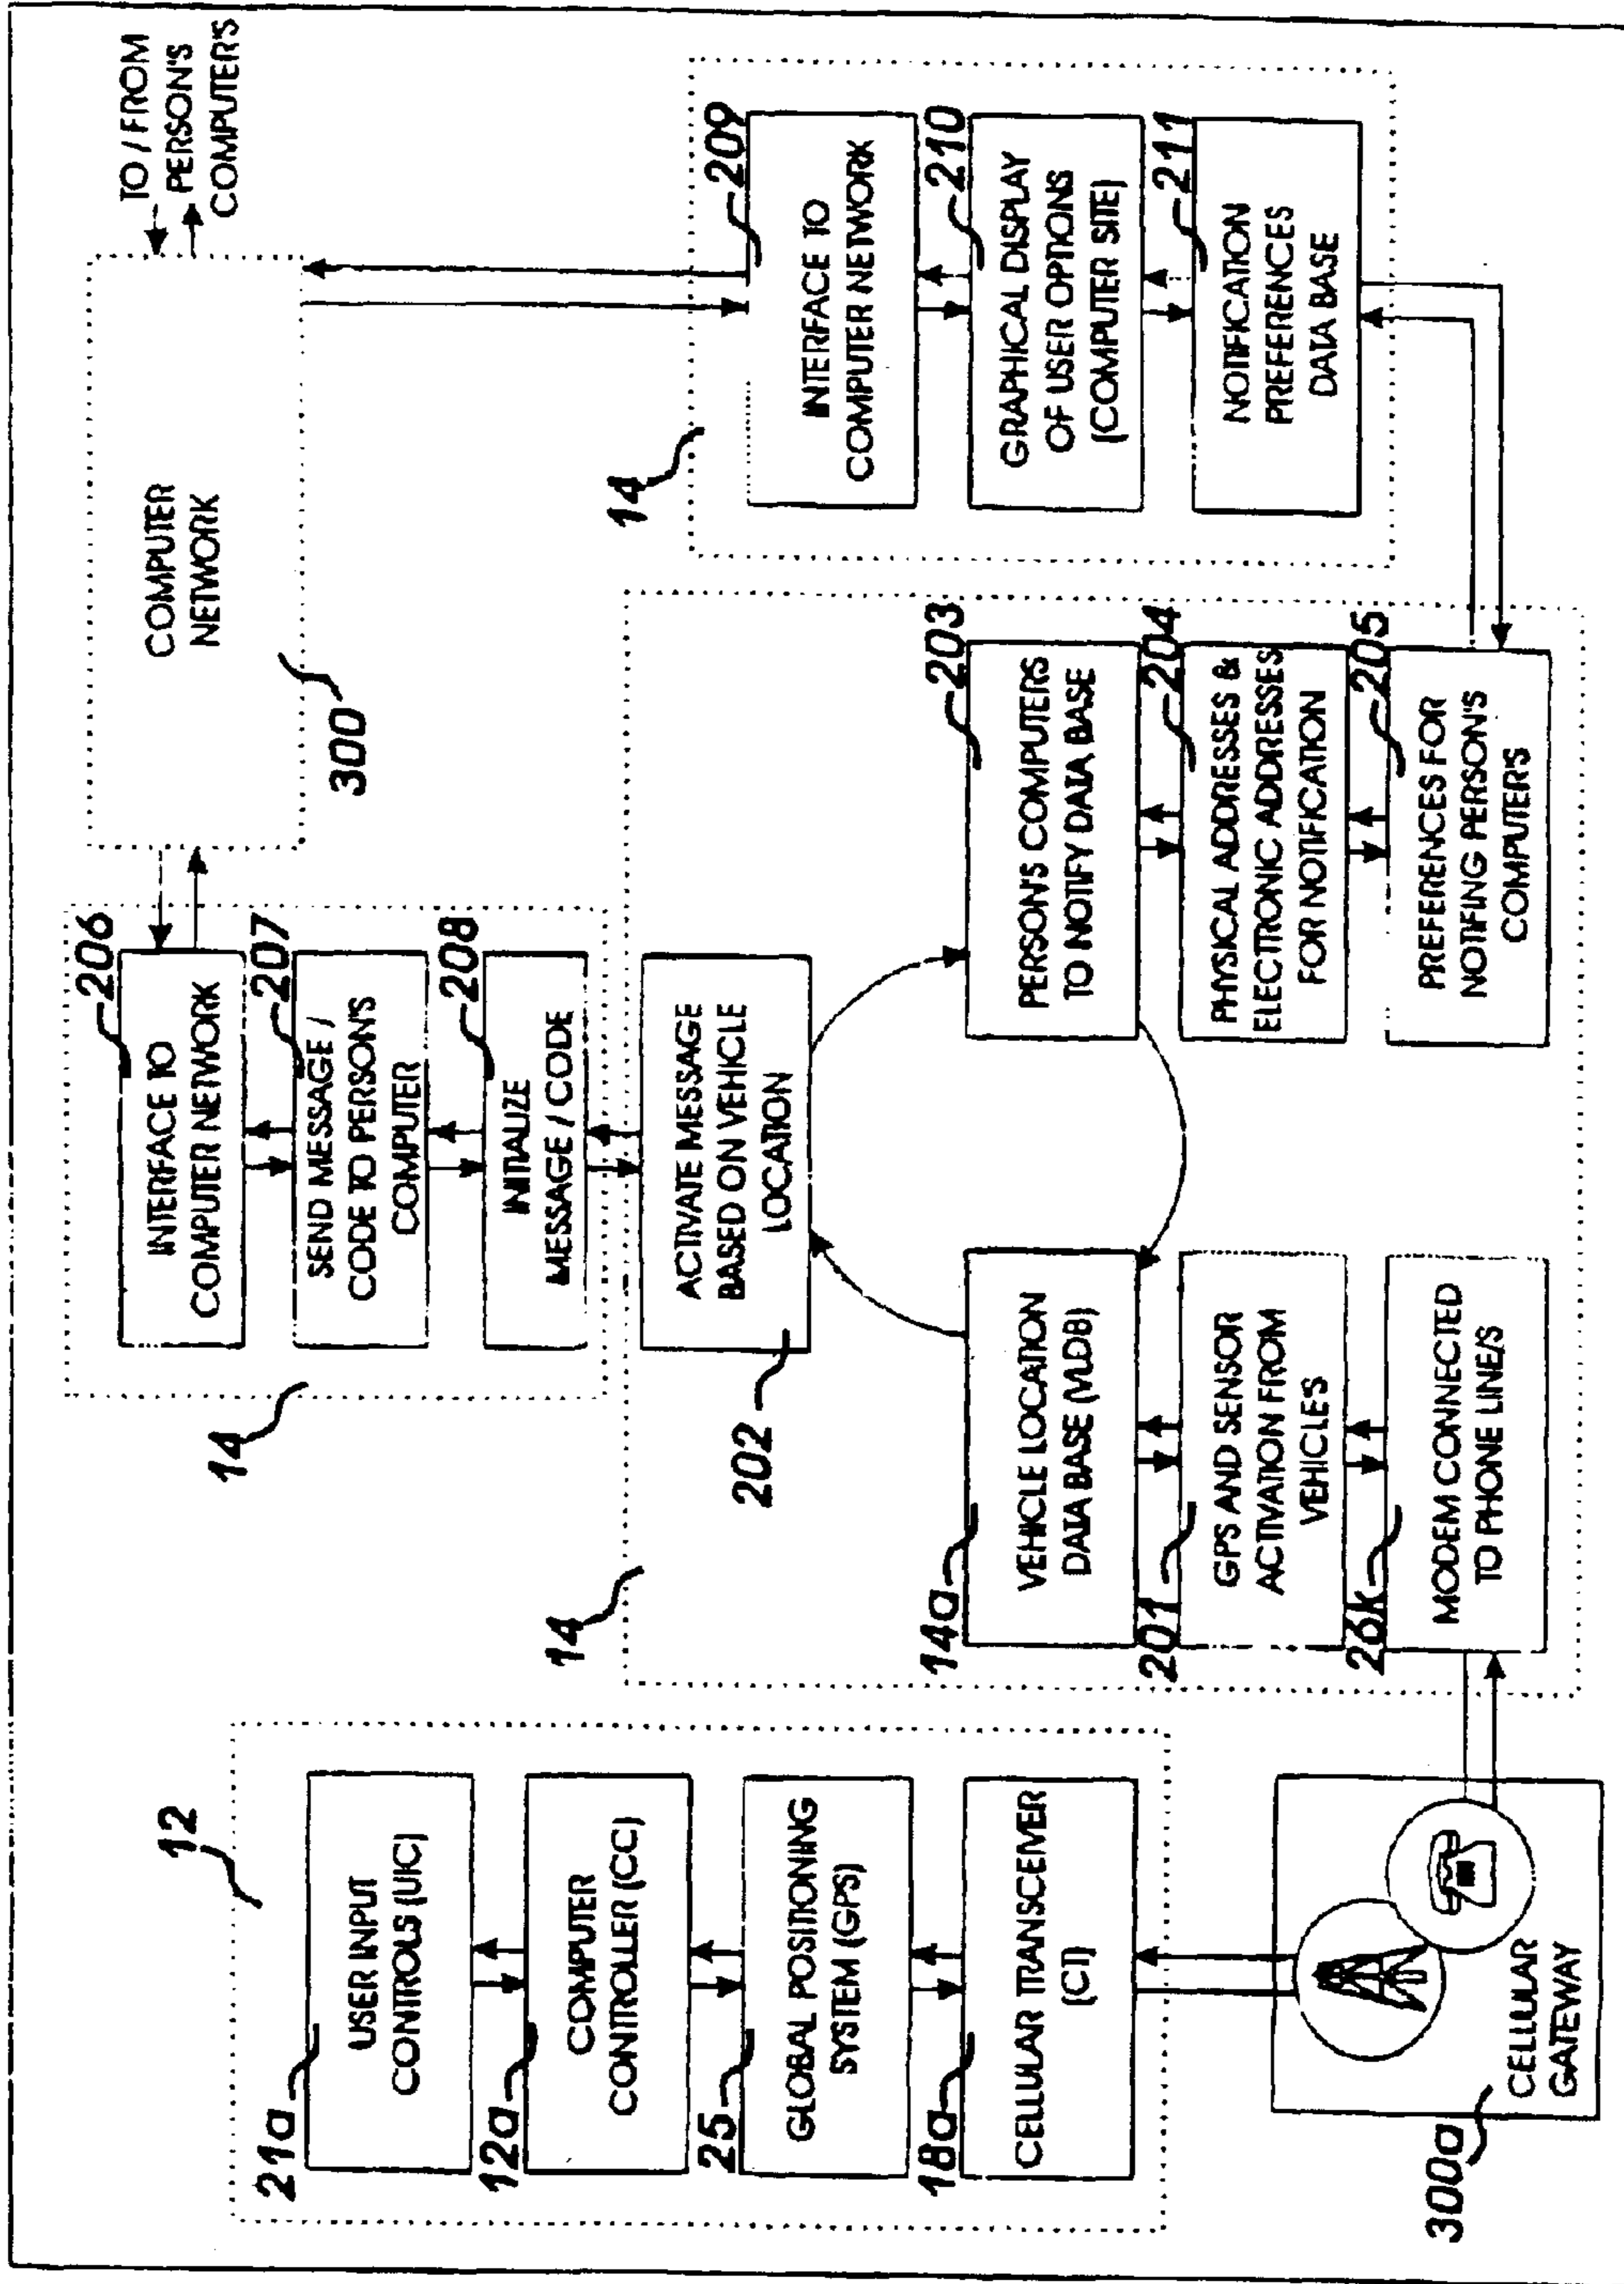 12
21a
USER INPUT
CONTROLS (UIC)
12a
COMPUTER
CONTROLLER (CC)
25
GLOBAL POSITIONING
SYSTEM (GPS)
18a
CELLULAR TRANSCEIVER
(CT)
300a
CELLULAR
GATEWAY
14
206
INTERFACE TO
COMPUTER NETWORK
207
SEND MESSAGE /
CODE TO PERSON'S
COMPUTER
208
INITIALIZE
MESSAGE / CODE
14
202
ACTIVATE MESSAGE
BASED ON VEHICLE
LOCATION
14a
VEHICLE LOCATION
DATA BASE (VLDB)
201
GPS AND SENSOR
ACTIVATION FROM
VEHICLE'S
26k
MODEM CONNECTED
TO PHONE LINE/S
203
PERSON'S COMPUTERS
TO NOTIFY DATA BASE
204
PHYSICAL ADDRESSES &
ELECTRONIC ADDRESSES
FOR NOTIFICATION
205
PREFERENCES FOR
NOTIFING PERSON'S
COMPUTER'S
COMPUTER
NETWORK
300
TO / FROM
PERSON'S
COMPUTER'S
14
209
INTERFACE TO
COMPUTER NETWORK
210
GRAPHICAL DISPLAY
OF USER OPTIONS
(COMPUTER SITE)
211
NOTIFICATION
PREFERENCES
DATA BASE